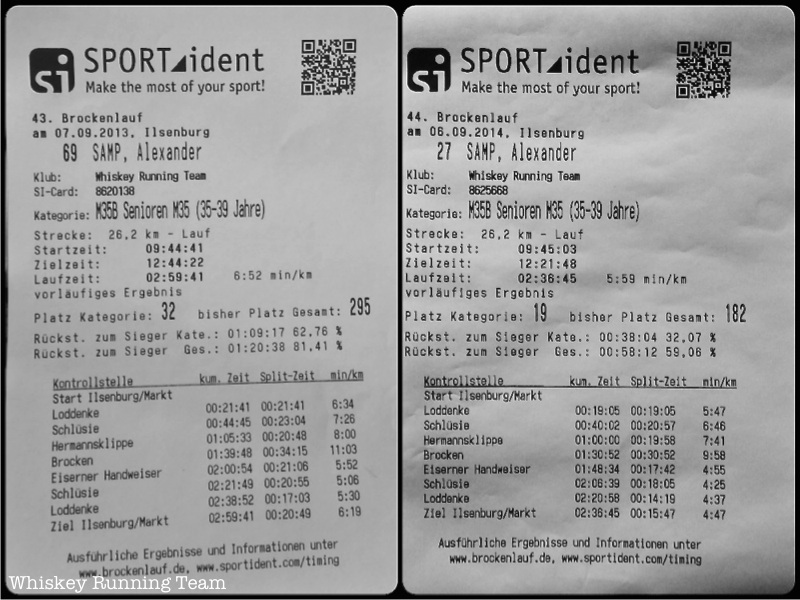 si SPORTident
Make the most of your sport!
43. Brockenlauf
am 07.09.2013, Ilsenburg
69 SAMP, Alexander
Klub: Whiskey Running Team
SI-Card: 8620138
Kategorie: M35B Senioren M35 (35-39 Jahre)
Strecke: 26,2 km - Lauf
Startzeit: 09:44:41
Zielzeit: 12:44:22
Laufzeit: 02:59:41 6:52 min/km
vorläufiges Ergebnis
Platz Kategorie: 32 bisher Platz Gesamt: 295
Rückst. zum Sieger Kate.: 01:09:17 62,76 %
Rückst. zum Sieger Ges.: 01:20:38 81,41 %
Kontrollstelle kum. Zeit Split-Zeit min/km
Start Ilsenburg/Markt
Loddenke 00:21:41 00:21:41 6:34
Schlüsie 00:44:45 00:23:04 7:26
Hermannsklippe 01:05:33 00:20:48 8:00
Brocken 01:39:48 00:34:15 11:03
Eiserner Handweiser 02:00:54 00:21:06 5:52
Schlüsie 02:21:49 00:20:55 5:06
Loddenke 02:38:52 00:17:03 5:30
Ziel Ilsenburg/Markt 02:59:41 00:20:49 6:19
Ausführliche Ergebnisse und Informationen unter
www.brockenlauf.de, www.sportident.com/timing
Whiskey Running Team
si SPORTident
Make the most of your sport!
44. Brockenlauf
am 06.09.2014, Ilsenburg
27 SAMP, Alexander
Klub: Whiskey Running Team
SI-Card: 8625668
Kategorie: M35B Senioren M35 (35-39 Jahre)
Strecke: 26,2 km - Lauf
Startzeit: 09:45:03
Zielzeit: 12:21:48
Laufzeit: 02:36:45 5:59 min/km
vorläufiges Ergebnis
Platz Kategorie: 19 bisher Platz Gesamt: 182
Rückst. zum Sieger Kate.: 00:38:04 32,07 %
Rückst. zum Sieger Ges.: 00:58:12 59,06 %
Kontrollstelle kum. Zeit Split-Zeit min/km
Start Ilsenburg/Markt
Loddenke 00:19:05 00:19:05 5:47
Schlüsie 00:40:02 00:20:57 6:46
Hermannsklippe 01:00:00 00:19:58 7:41
Brocken 01:30:52 00:30:52 9:58
Eiserner Handweiser 01:48:34 00:17:42 4:55
Schlüsie 02:06:39 00:18:05 4:25
Loddenke 02:20:58 00:14:19 4:37
Ziel Ilsenburg/Markt 02:36:45 00:15:47 4:47
Ausführliche Ergebnisse und Informationen unter
www.brockenlauf.de, www.sportident.com/timing